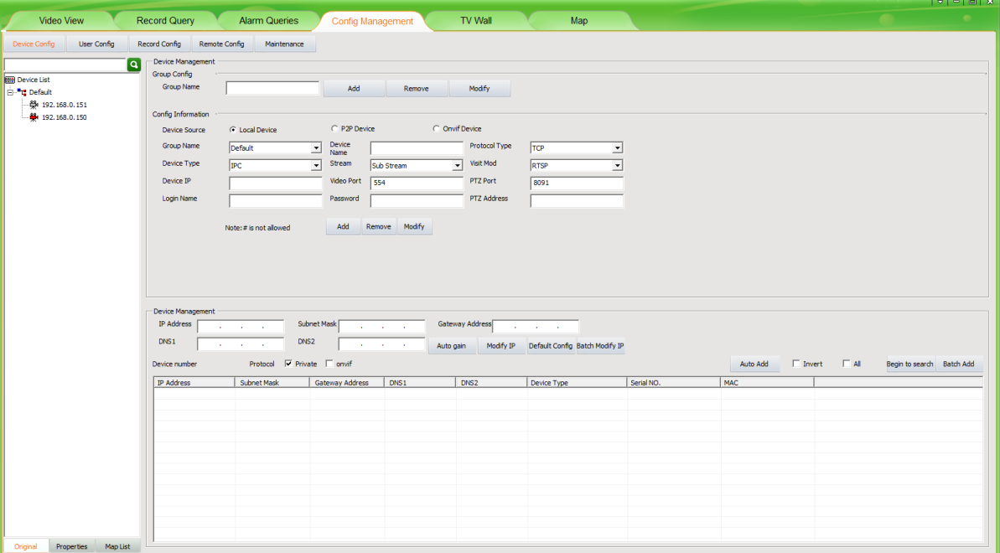 Video View Record Query Alarm Queries Config Management TV Wall Map
Device Config User Config Record Config Remote Config Maintenance
Device List
Default
192.168.0.151
192.168.0.150
Device Management
Group Config
Group Name Add Remove Modify
Config Information
Device Source Local Device P2P Device Onvif Device
Group Name Default Device Name Protocol Type TCP
Device Type IPC Stream Sub Stream Visit Mod RTSP
Device IP Video Port 554 PTZ Port 8091
Login Name Password PTZ Address
Note:# is not allowed Add Remove Modify
Device Management
IP Address . . . Subnet Mask . . . Gateway Address . . .
DNS1 . . . DNS2 . . . Auto gain Modify IP Default Config Batch Modify IP
Device number Protocol Private onvif Auto Add Invert All Begin to search Batch Add
IP Address Subnet Mask Gateway Address DNS1 DNS2 Device Type Serial NO. MAC
Original Properties Map List